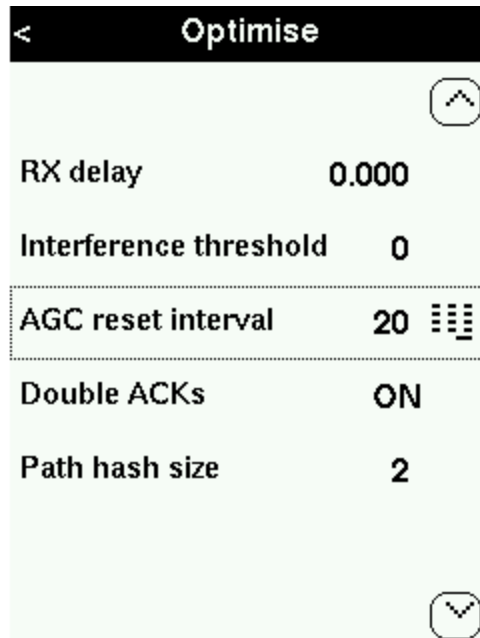 < Optimise
RX delay 0.000
Interference threshold 0
AGC reset interval 20
Double ACKs ON
Path hash size 2